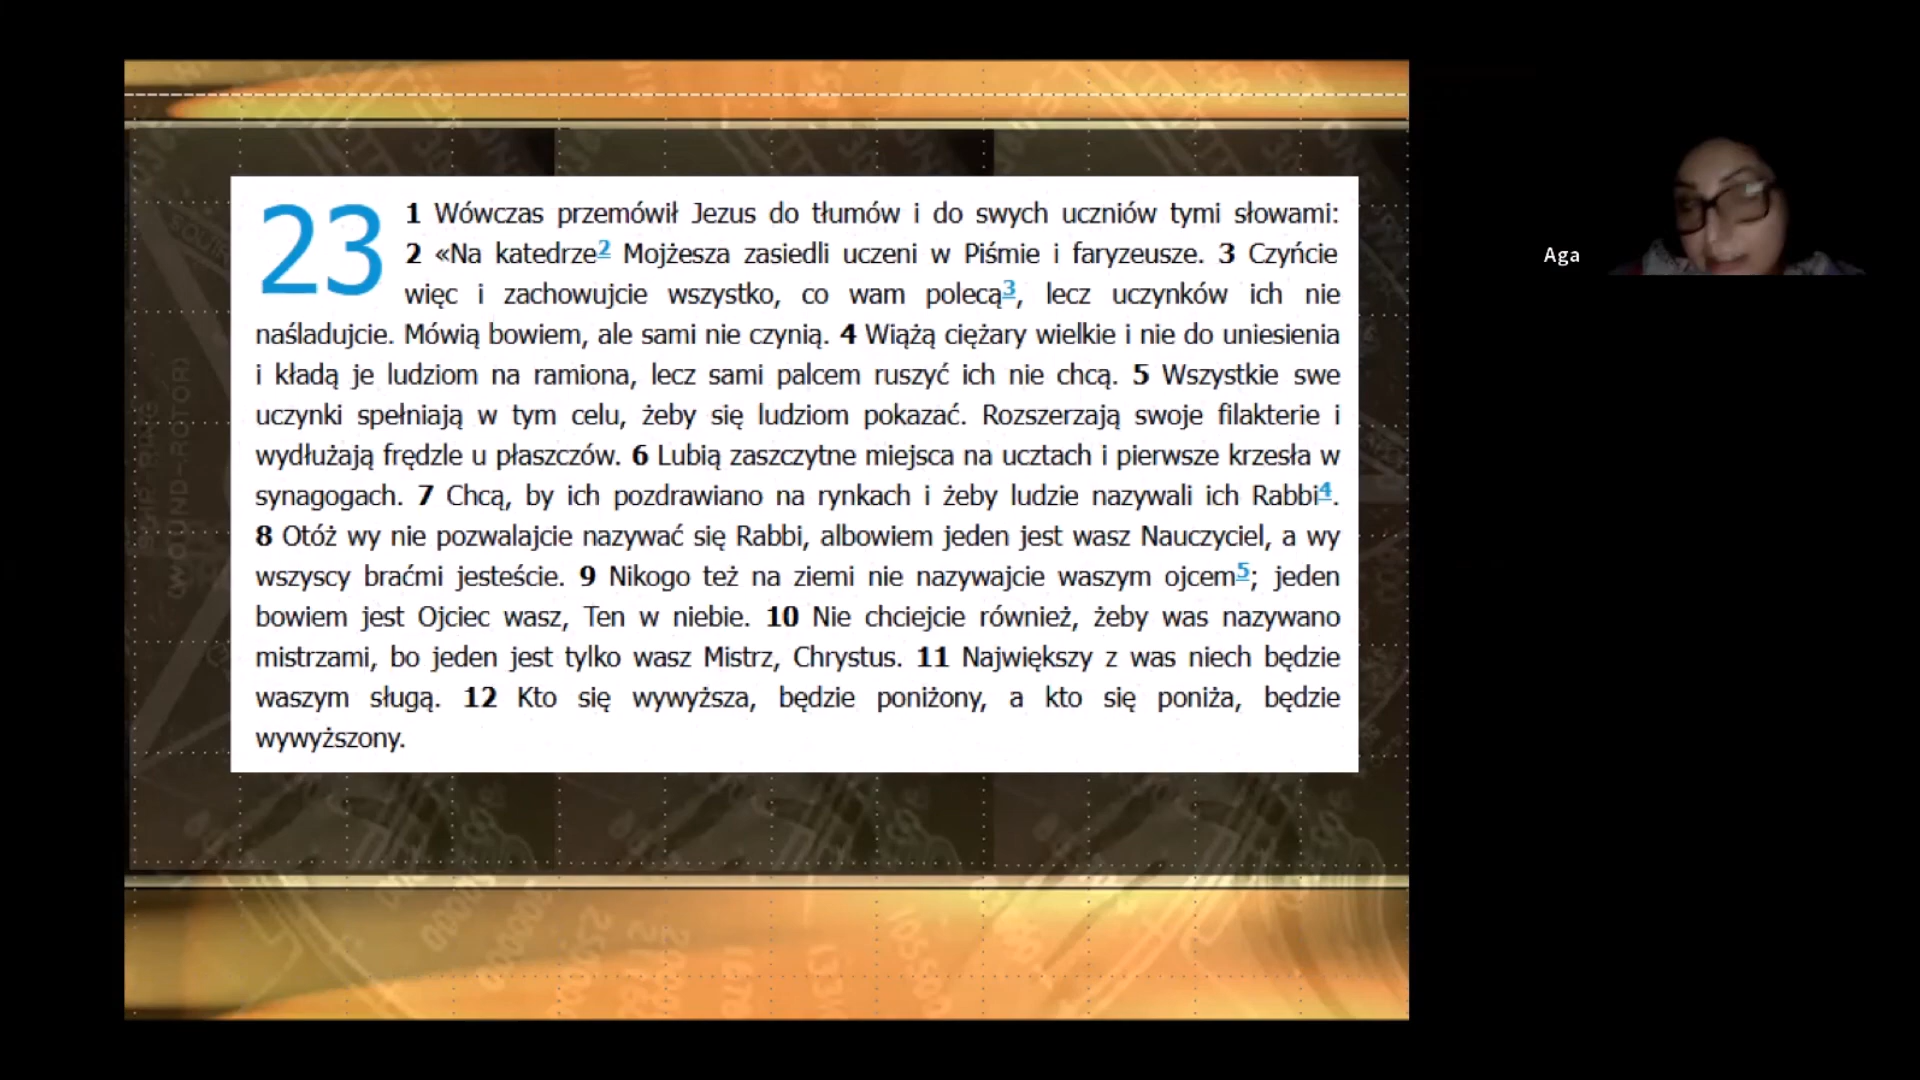 23
1 Wówczas przemówił Jezus do tłumów i do swych uczniów tymi słowami:
2 «Na katedrze2 Mojżesza zasiedli uczeni w Piśmie i faryzeusze. 3 Czyńcie
więc i zachowujcie wszystko, co wam polecą3, lecz uczynków ich nie
naśladujcie. Mówią bowiem, ale sami nie czynią. 4 Wiążą ciężary wielkie i nie do uniesienia
i kładą je ludziom na ramiona, lecz sami palcem ruszyć ich nie chcą. 5 Wszystkie swe
uczynki spełniają w tym celu, żeby się ludziom pokazać. Rozszerzają swoje filakterie i
wydłużają frędzle u płaszczów. 6 Lubią zaszczytne miejsca na ucztach i pierwsze krzesła w
synagogach. 7 Chcą, by ich pozdrawiano na rynkach i żeby ludzie nazywali ich Rabbi4.
8 Otóż wy nie pozwalajcie nazywać się Rabbi, albowiem jeden jest wasz Nauczyciel, a wy
wszyscy braćmi jesteście. 9 Nikogo też na ziemi nie nazywajcie waszym ojcem5; jeden
bowiem jest Ojciec wasz, Ten w niebie. 10 Nie chciejcie również, żeby was nazywano
mistrzami, bo jeden jest tylko wasz Mistrz, Chrystus. 11 Największy z was niech będzie
waszym sługą. 12 Kto się wywyższa, będzie poniżony, a kto się poniża, będzie
wywyższony.
Aga
WOUND-ROTOR